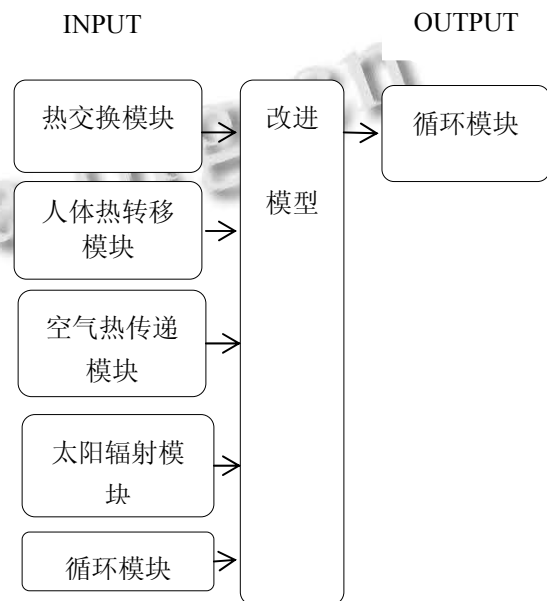 INPUT
OUTPUT
热交换模块
人体热转移
模块
空气热传递
模块
太阳辐射模
块
循环模块
改进
模型
循环模块